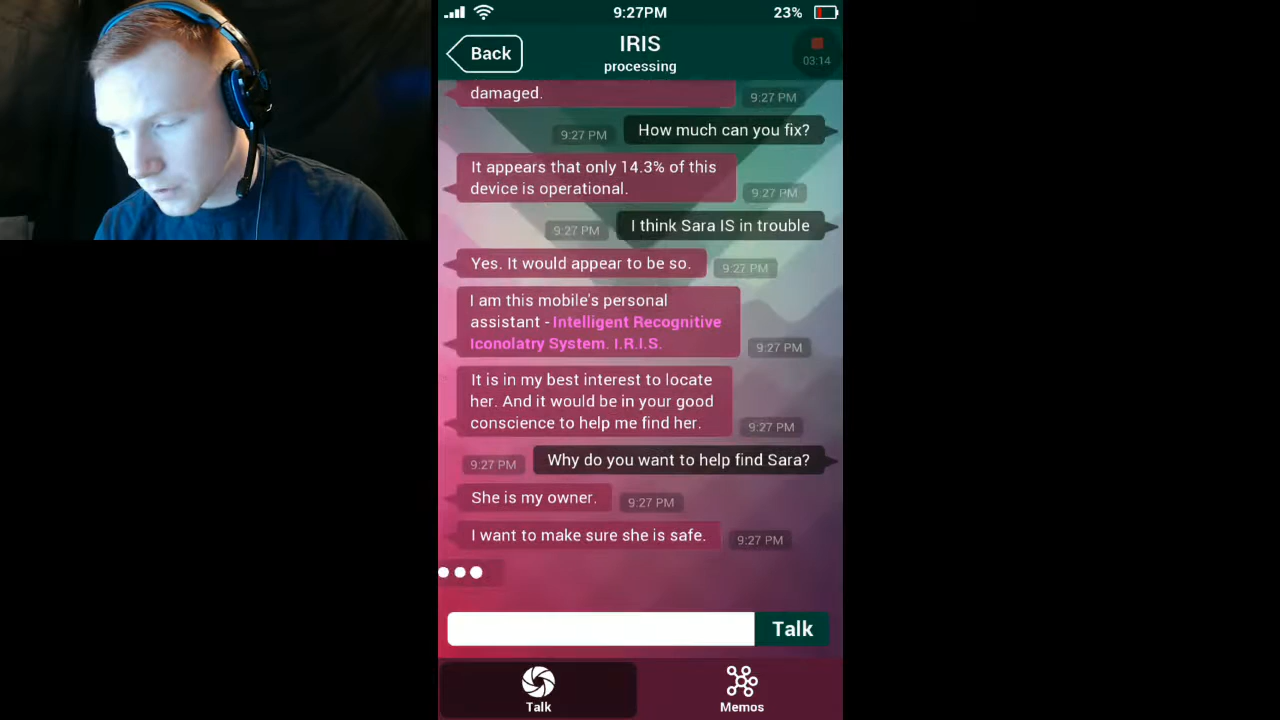 9:27PM
23%
Back
IRIS
processing
03:14
damaged.
9:27 PM
9:27 PM
How much can you fix?
It appears that only 14.3% of this
device is operational.
9:27 PM
9:27 PM
I think Sara IS in trouble
Yes. It would appear to be so.
9:27 PM
I am this mobile's personal
assistant - Intelligent Recognitive
Iconolatry System. I.R.I.S.
9:27 PM
It is in my best interest to locate
her. And it would be in your good
conscience to help me find her.
9:27 PM
9:27 PM
Why do you want to help find Sara?
She is my owner.
9:27 PM
I want to make sure she is safe.
9:27 PM
Talk
Talk
Memos